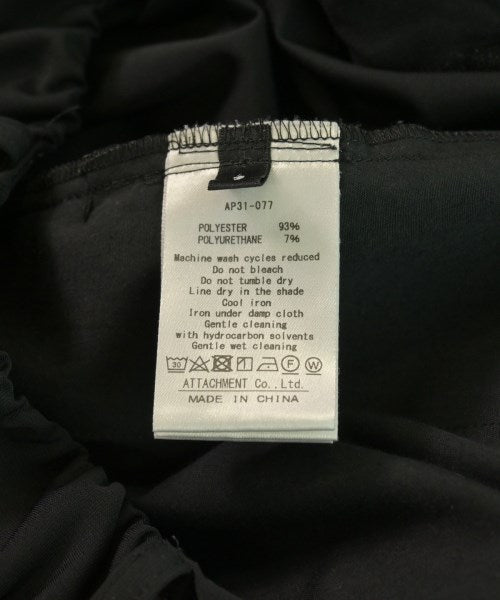 AP31-077
POLYESTER 93%
POLYURETHANE 7%
Machine wash cycles reduced
Do not bleach
Do not tumble dry
Line dry in the shade
Cool iron
Iron under damp cloth
Gentle cleaning
with hydrocarbon solvents
Gentle wet cleaning
30 F W
ATTACHMENT Co.,Ltd.
MADE IN CHINA